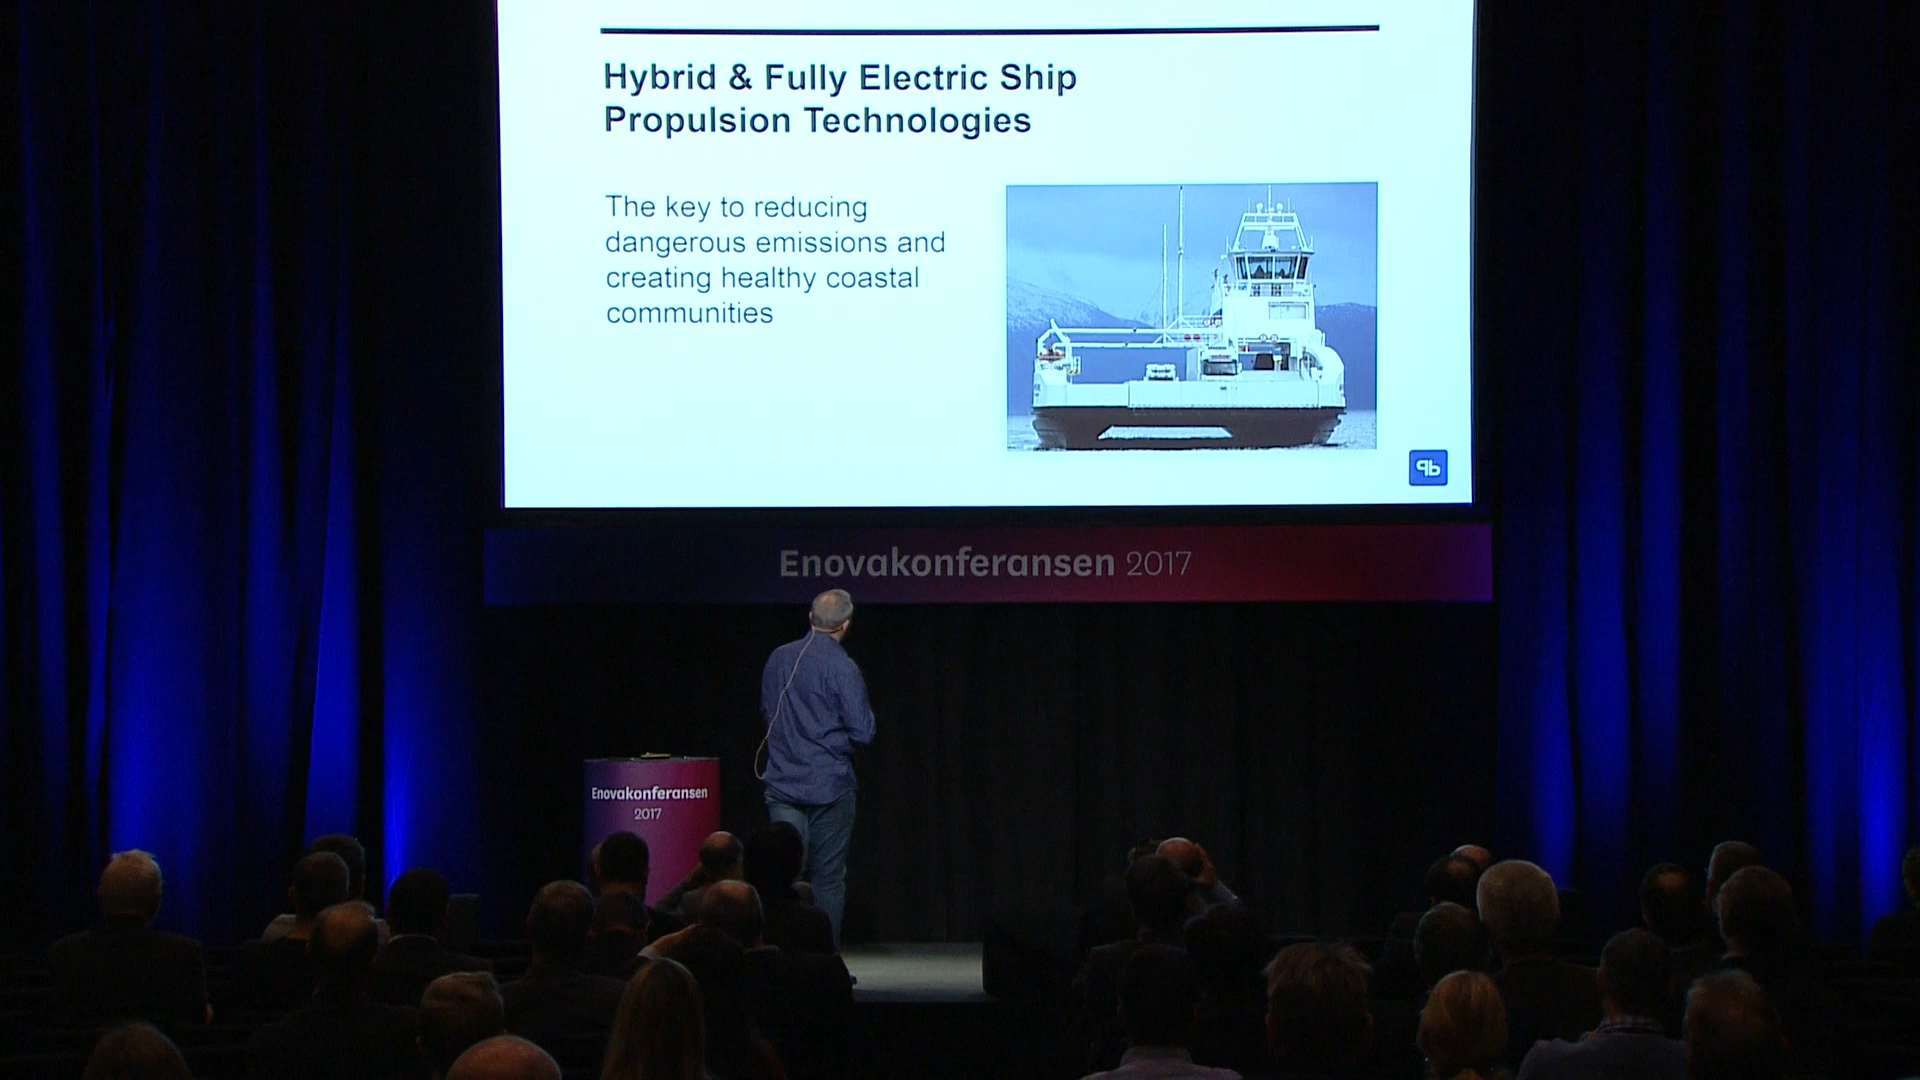 Hybrid & Fully Electric Ship
Propulsion Technologies
The key to reducing
dangerous emissions and
creating healthy coastal
communities
Enovakonferansen 2017
Enovakonferansen
2017